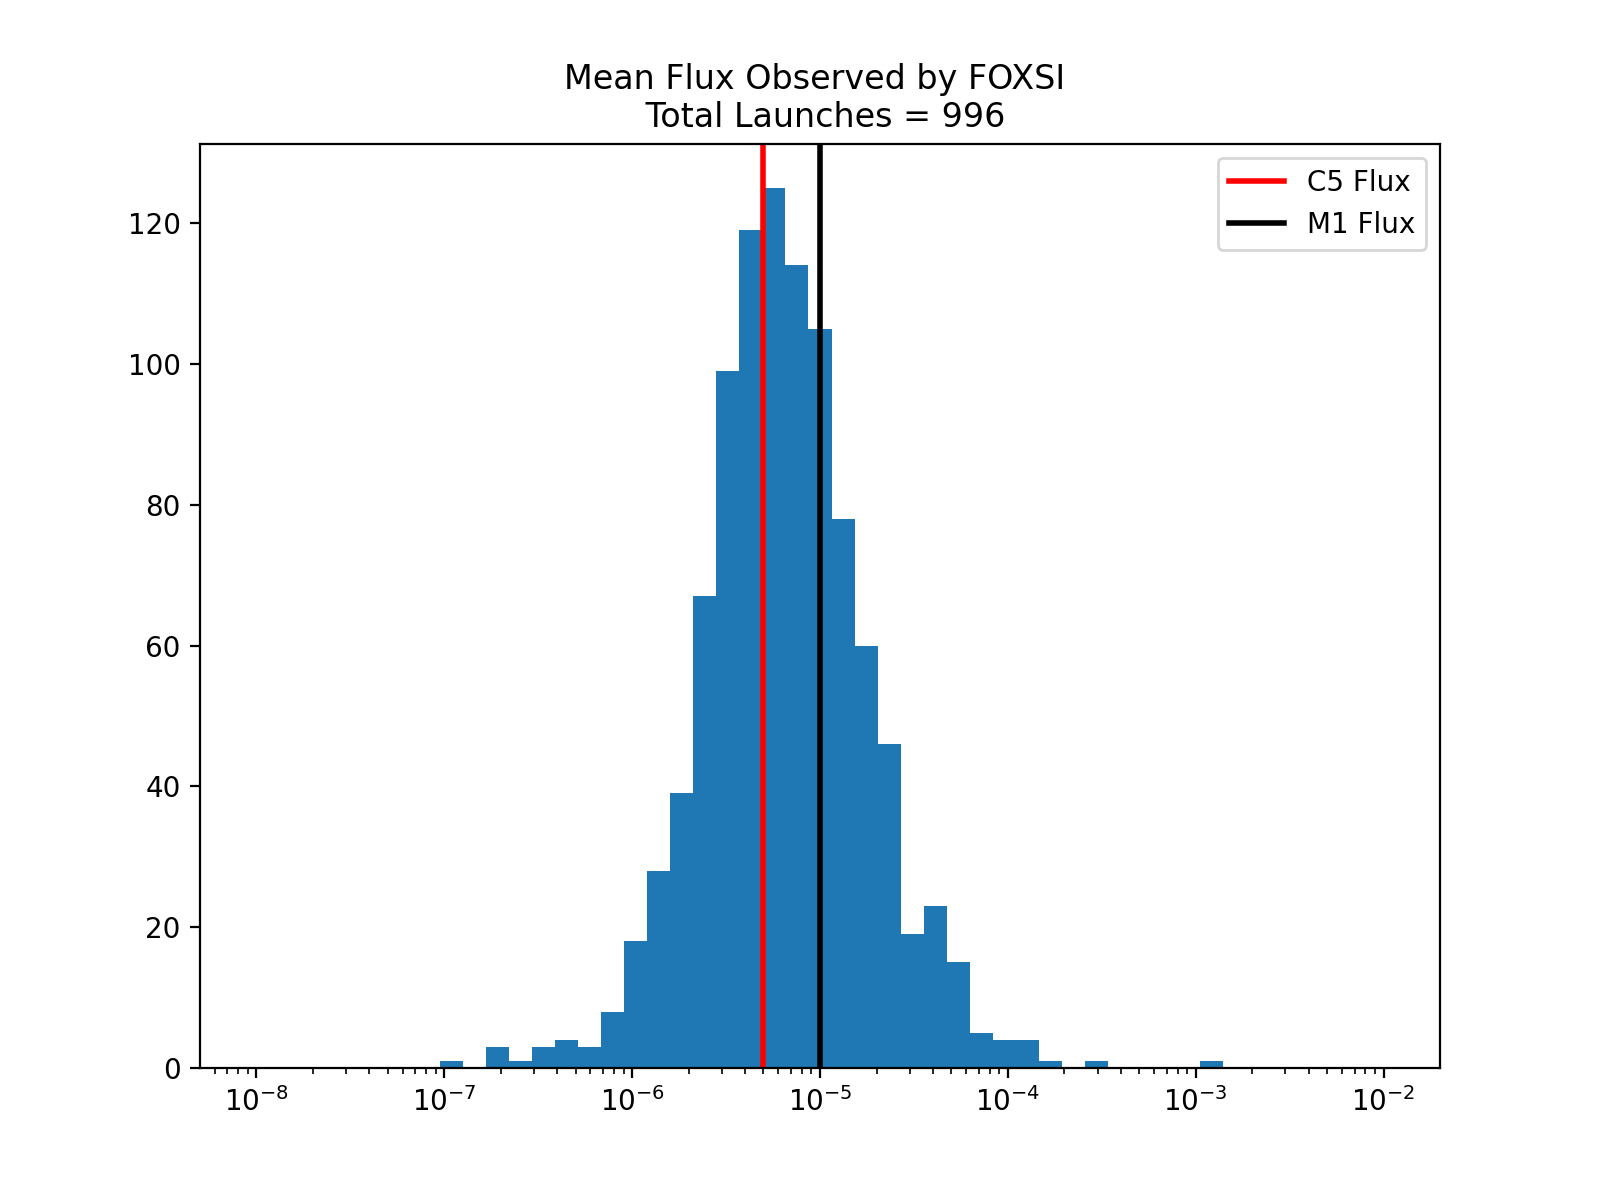 Mean Flux Observed by FOXSI
Total Launches = 996
C5 Flux
M1 Flux
120
100
80
60
40
20
0
10⁻⁸ 10⁻⁷ 10⁻⁶ 10⁻⁵ 10⁻⁴ 10⁻³ 10⁻²